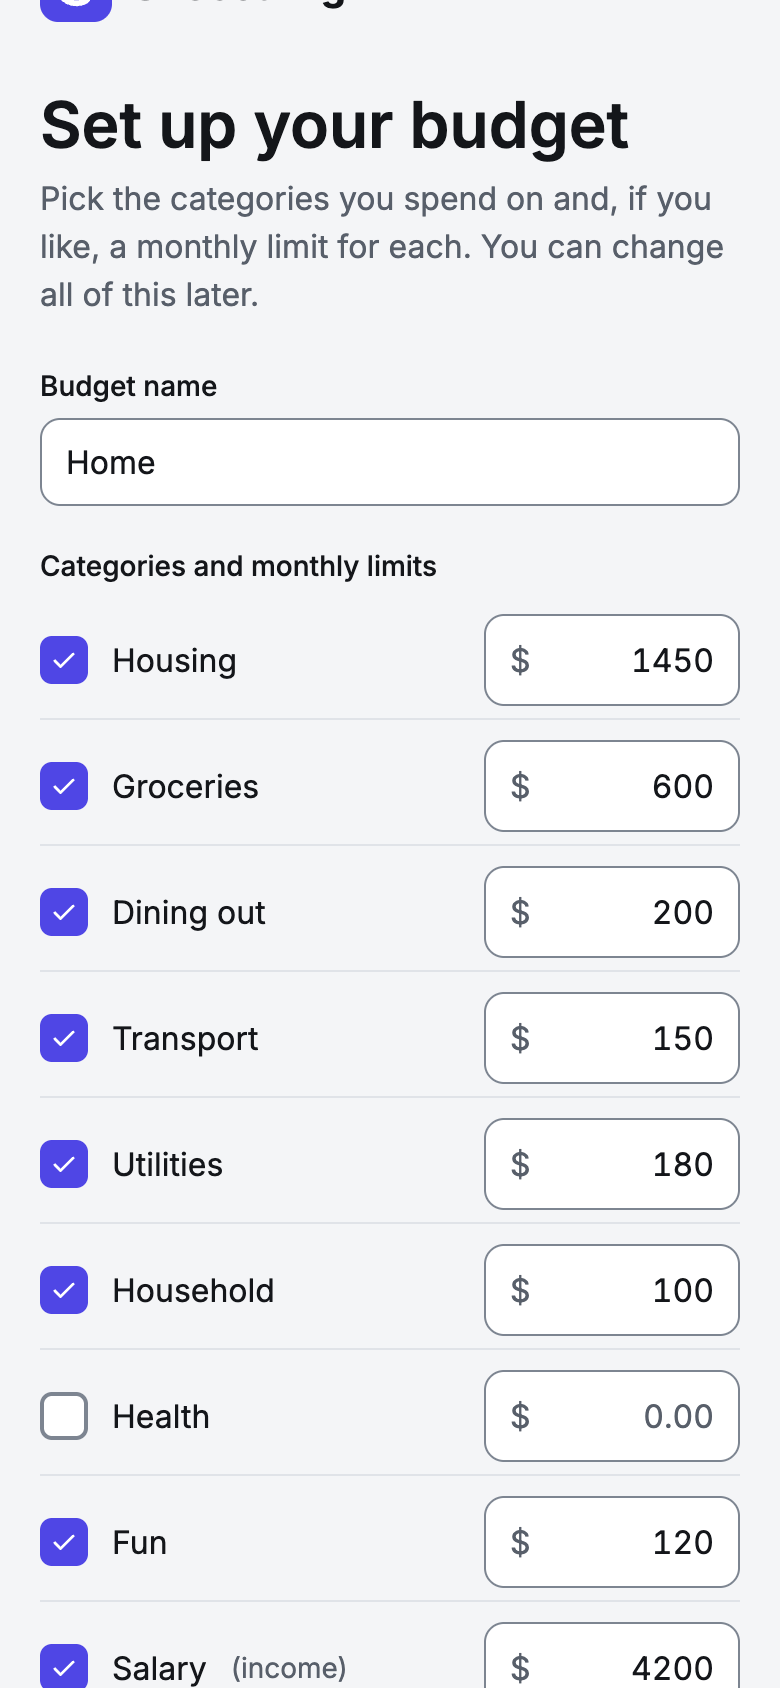 Set up your budget
Pick the categories you spend on and, if you
like, a monthly limit for each. You can change
all of this later.
Budget name
Home
Categories and monthly limits
Housing $ 1450
Groceries $ 600
Dining out $ 200
Transport $ 150
Utilities $ 180
Household $ 100
Health $ 0.00
Fun $ 120
Salary (income) $ 4200